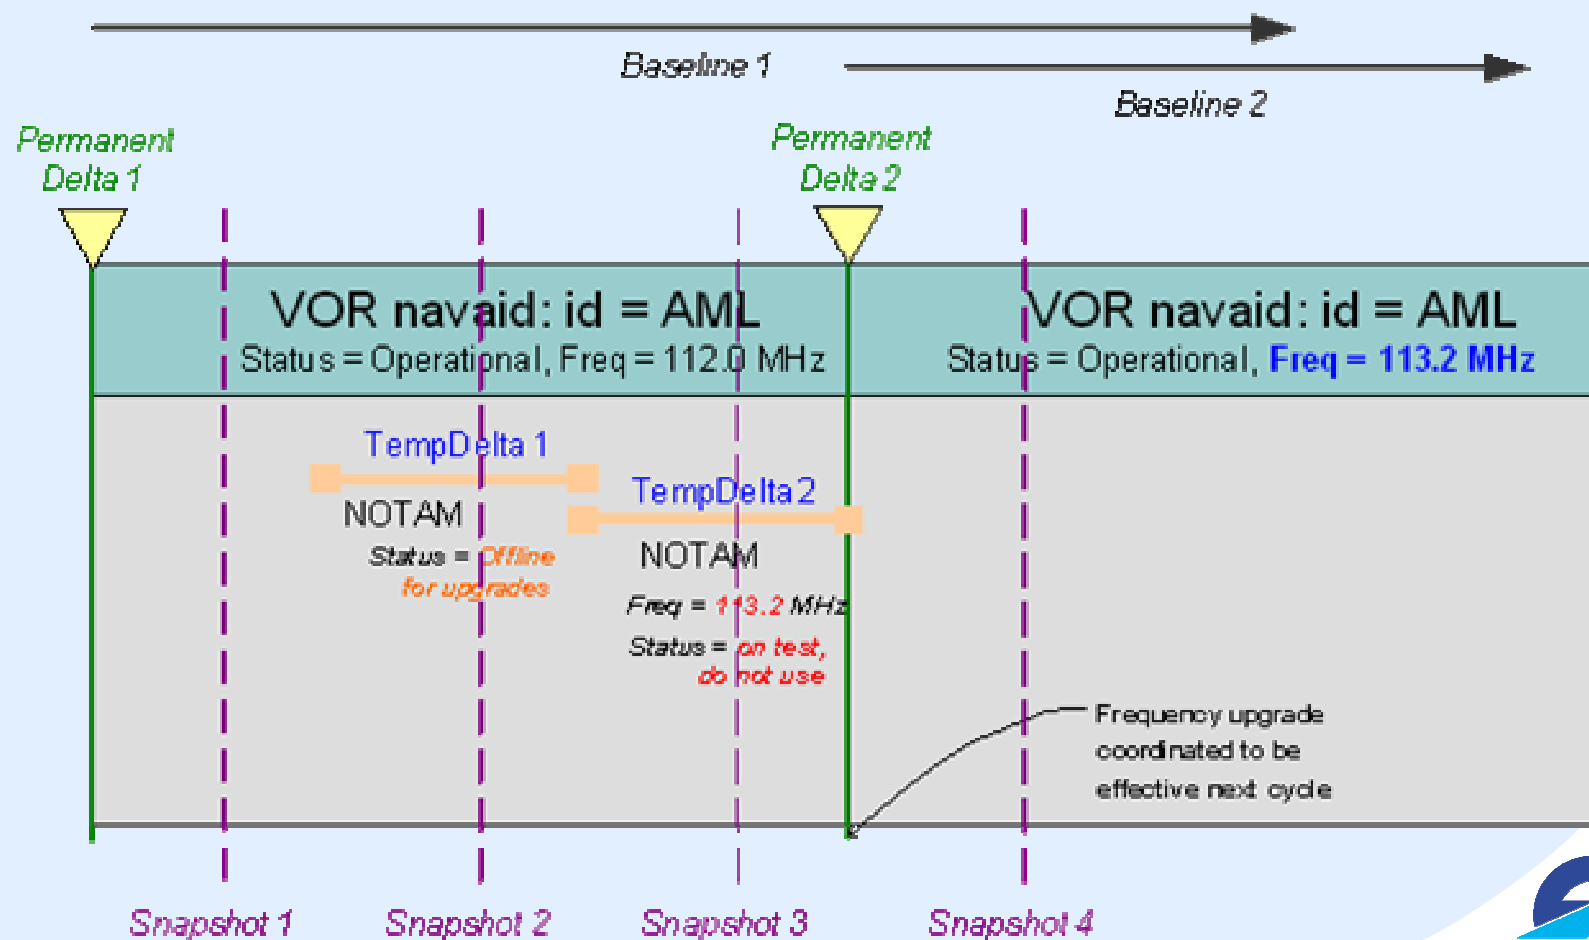 Baseline 1
Baseline 2
Permanent
Delta 1
Permanent
Delta 2
VOR navaid: id = AML
Status = Operational, Freq = 112.0 MHz
VOR navaid: id = AML
Status = Operational, Freq = 113.2 MHz
TempDelta 1
NOTAM
Status = Offline
for upgrades
TempDelta 2
NOTAM
Freq = 113.2 MHz
Status = on test,
do not use
Frequency upgrade
coordinated to be
effective next cycle
Snapshot 1
Snapshot 2
Snapshot 3
Snapshot 4